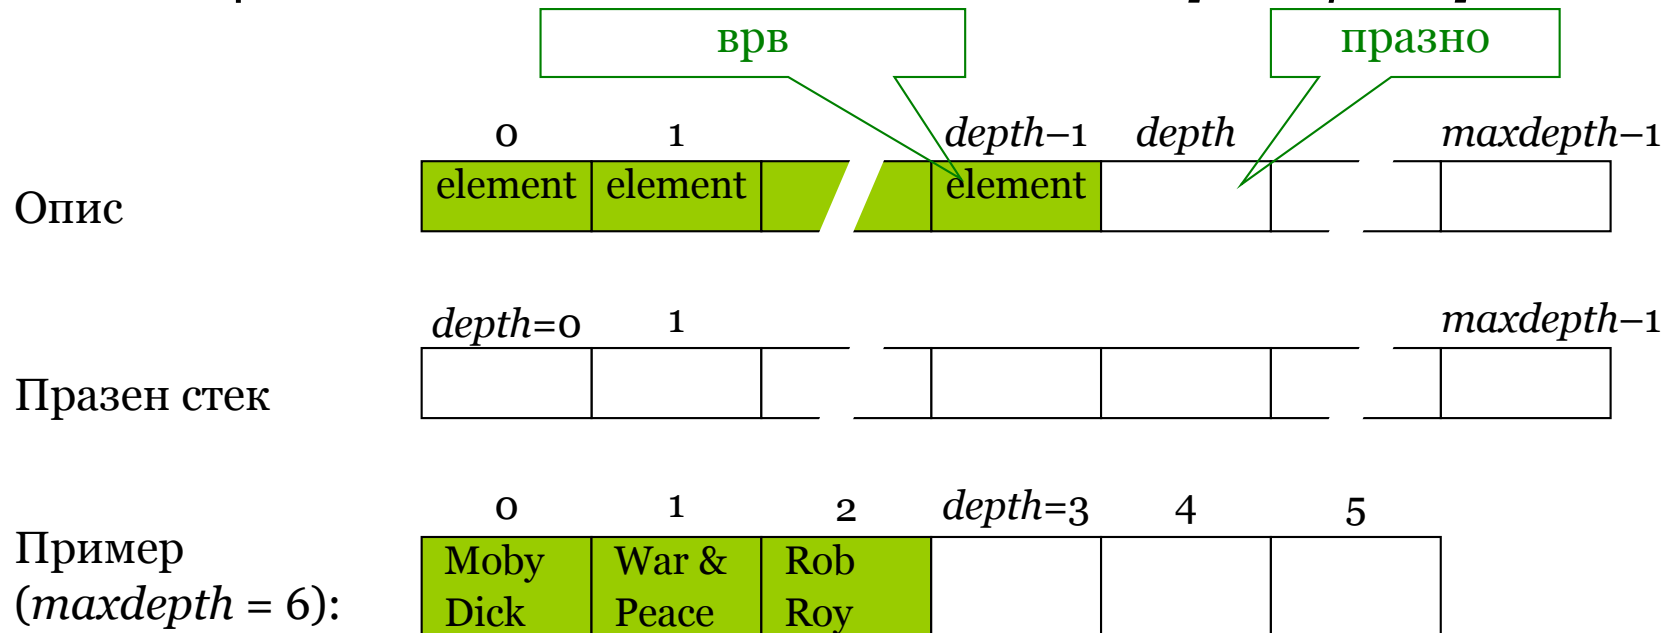 врв празно
0 1 depth–1 depth maxdepth–1
Опис element element element
depth=0 1 maxdepth–1
Празен стек
0 1 2 depth=3 4 5
Пример
(maxdepth = 6):
Moby War & Rob
Dick Peace Roy